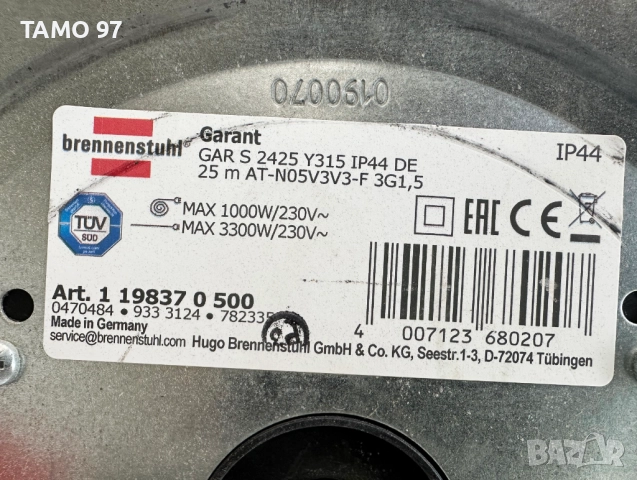 TAMO 97
0190070
brennenstuhl®
Garant
GAR S 2425 Y315 IP44 DE
25 m AT-N05V3V3-F 3G1,5
IP44
TÜV
SÜD
MAX 1000W/230V~
MAX 3300W/230V~
EAC CE
Art. 1 19837 0 500
0470484 • 933 3124 • 782335
Made in Germany
service@brennenstuhl.com
Hugo Brennenstuhl GmbH & Co. KG, Seestr.1-3, D-72074 Tübingen
4 007123 680207
BAZAR